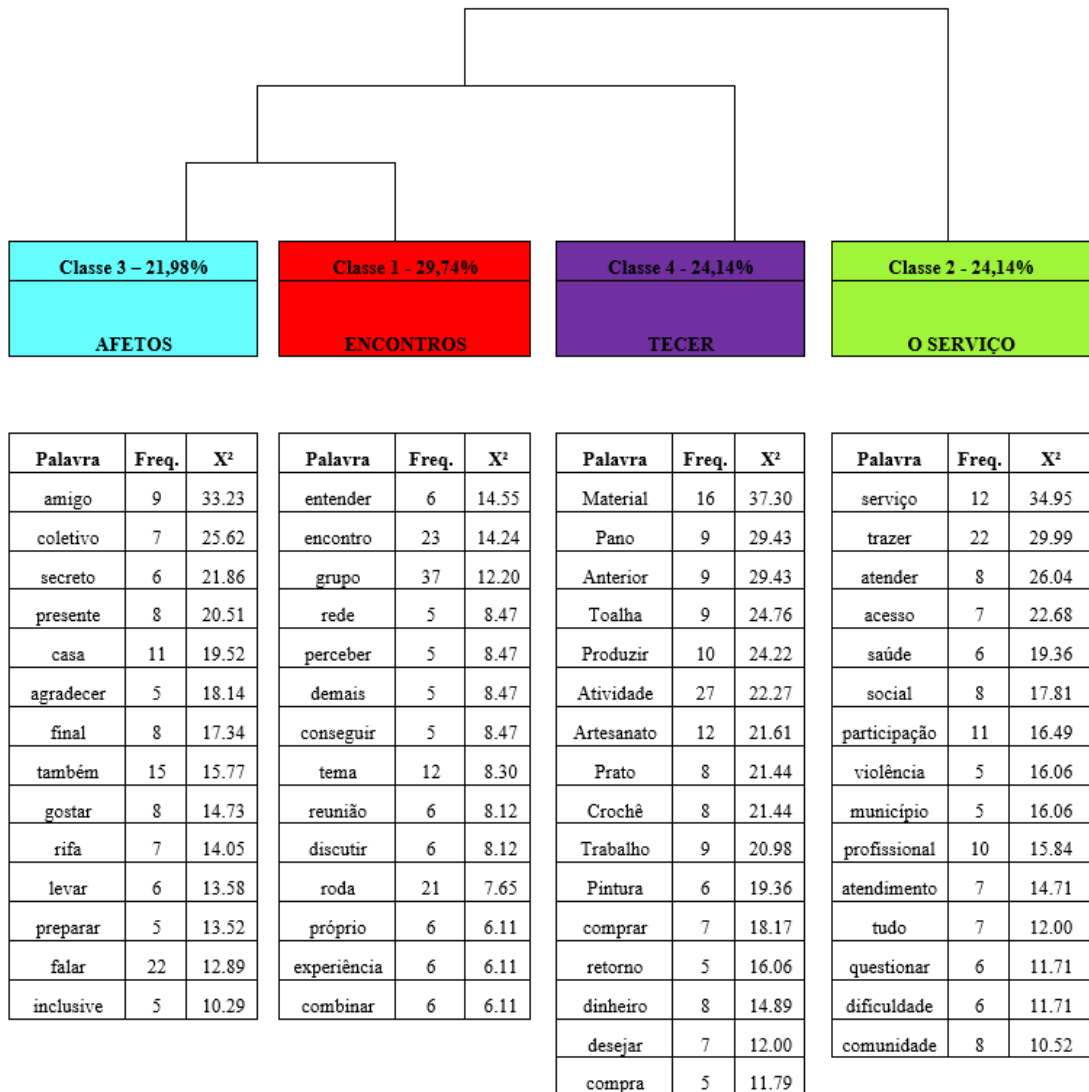 Classe 3 – 21,98%
AFETOS
Classe 1 - 29,74%
ENCONTROS
Classe 4 - 24,14%
TECER
Classe 2 - 24,14%
O SERVIÇO
Palavra Freq. X²
amigo 9 33.23
coletivo 7 25.62
secreto 6 21.86
presente 8 20.51
casa 11 19.52
agradecer 5 18.14
final 8 17.34
também 15 15.77
gostar 8 14.73
rifa 7 14.05
levar 6 13.58
preparar 5 13.52
falar 22 12.89
inclusive 5 10.29
Palavra Freq. X²
entender 6 14.55
encontro 23 14.24
grupo 37 12.20
rede 5 8.47
perceber 5 8.47
demais 5 8.47
conseguir 5 8.47
tema 12 8.30
reunião 6 8.12
discutir 6 8.12
roda 21 7.65
próprio 6 6.11
experiência 6 6.11
combinar 6 6.11
Palavra Freq. X²
Material 16 37.30
Pano 9 29.43
Anterior 9 29.43
Toalha 9 24.76
Produzir 10 24.22
Atividade 27 22.27
Artesanato 12 21.61
Prato 8 21.44
Crochê 8 21.44
Trabalho 9 20.98
Pintura 6 19.36
comprar 7 18.17
retorno 5 16.06
dinheiro 8 14.89
desejar 7 12.00
compra 5 11.79
Palavra Freq. X²
serviço 12 34.95
trazer 22 29.99
atender 8 26.04
acesso 7 22.68
saúde 6 19.36
social 8 17.81
participação 11 16.49
violência 5 16.06
município 5 16.06
profissional 10 15.84
atendimento 7 14.71
tudo 7 12.00
questionar 6 11.71
dificuldade 6 11.71
comunidade 8 10.52